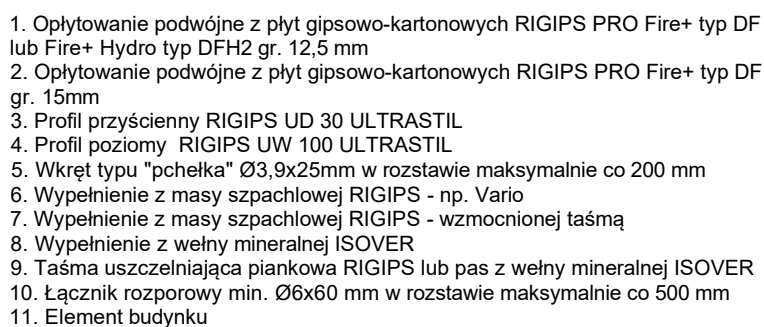 1. Opłytowanie podwójne z płyt gipsowo-kartonowych RIGIPS PRO Fire+ typ DF
lub Fire+ Hydro typ DFH2 gr. 12,5 mm
2. Opłytowanie podwójne z płyt gipsowo-kartonowych RIGIPS PRO Fire+ typ DF
gr. 15mm
3. Profil przyścienny RIGIPS UD 30 ULTRASTIL
4. Profil poziomy RIGIPS UW 100 ULTRASTIL
5. Wkręt typu "pchełka" Ø3,9x25mm w rozstawie maksymalnie co 200 mm
6. Wypełnienie z masy szpachlowej RIGIPS - np. Vario
7. Wypełnienie z masy szpachlowej RIGIPS - wzmocnionej taśmą
8. Wypełnienie z wełny mineralnej ISOVER
9. Taśma uszczelniająca piankowa RIGIPS lub pas z wełny mineralnej ISOVER
10. Łącznik rozporowy min. Ø6x60 mm w rozstawie maksymalnie co 500 mm
11. Element budynku